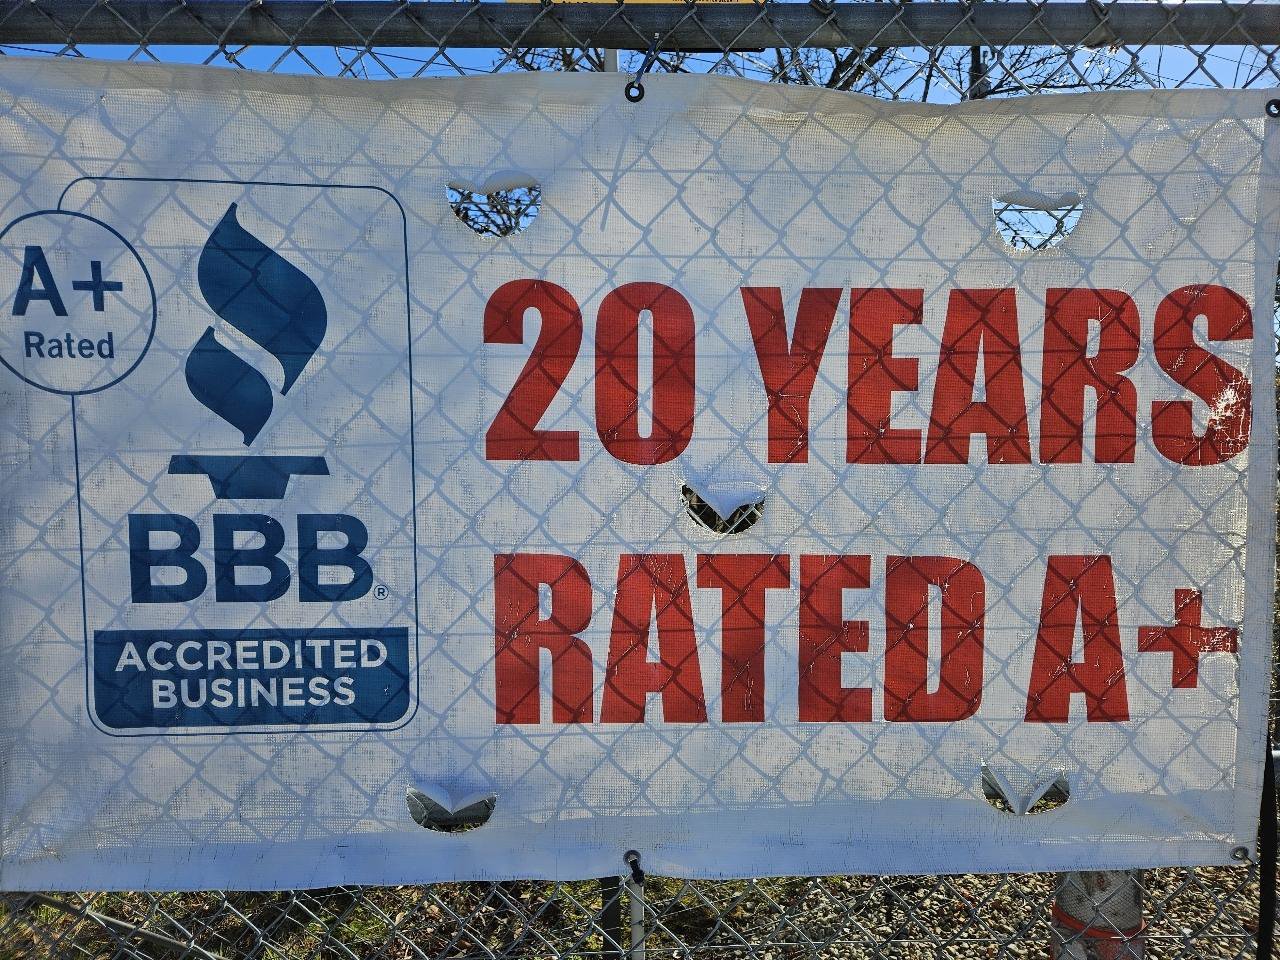 A+
Rated
BBB®
ACCREDITED
BUSINESS
20 YEARS
RATED A+